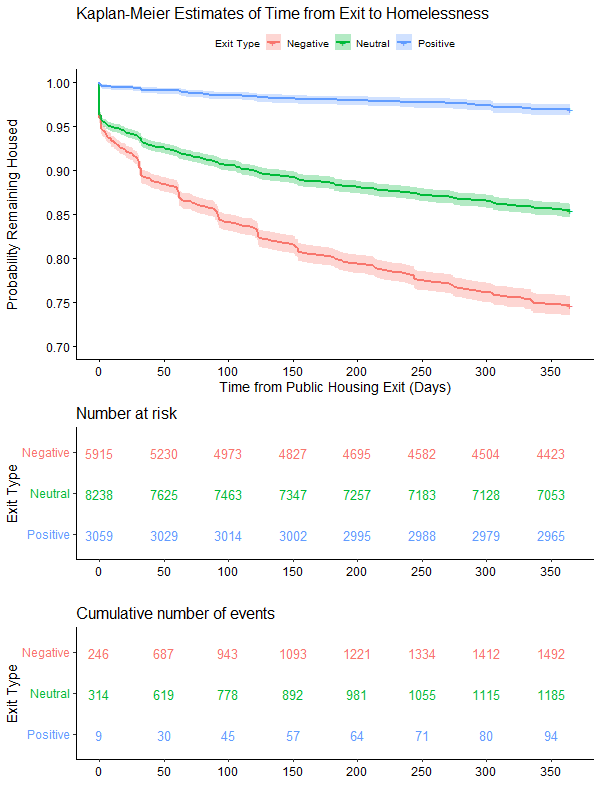 Kaplan-Meier Estimates of Time from Exit to Homelessness
Exit Type Negative Neutral Positive
Probability Remaining Housed
1.00
0.95
0.90
0.85
0.80
0.75
0.70
0 50 100 150 200 250 300 350
Time from Public Housing Exit (Days)
Number at risk
Exit Type
Negative 5915 5230 4973 4827 4695 4582 4504 4423
Neutral 8238 7625 7463 7347 7257 7183 7128 7053
Positive 3059 3029 3014 3002 2995 2988 2979 2965
0 50 100 150 200 250 300 350
Cumulative number of events
Exit Type
Negative 246 687 943 1093 1221 1334 1412 1492
Neutral 314 619 778 892 981 1055 1115 1185
Positive 9 30 45 57 64 71 80 94
0 50 100 150 200 250 300 350